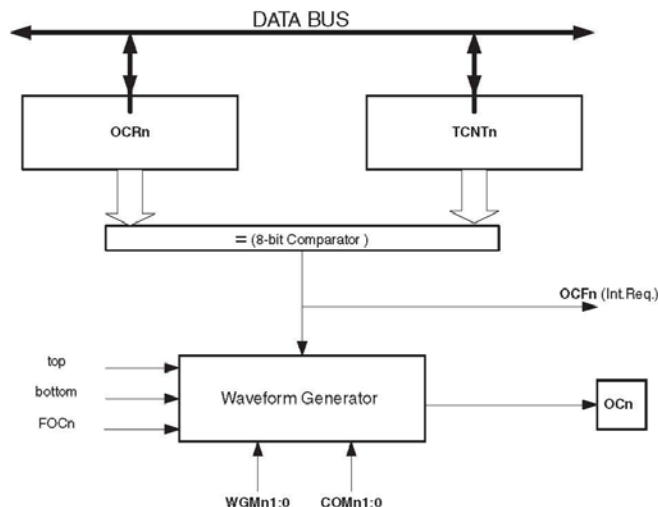 DATA BUS
OCRn
TCNTn
= (8-bit Comparator )
OCFn (Int.Req.)
top
bottom
FOCn
Waveform Generator
OCn
WGMn1:0
COMn1:0